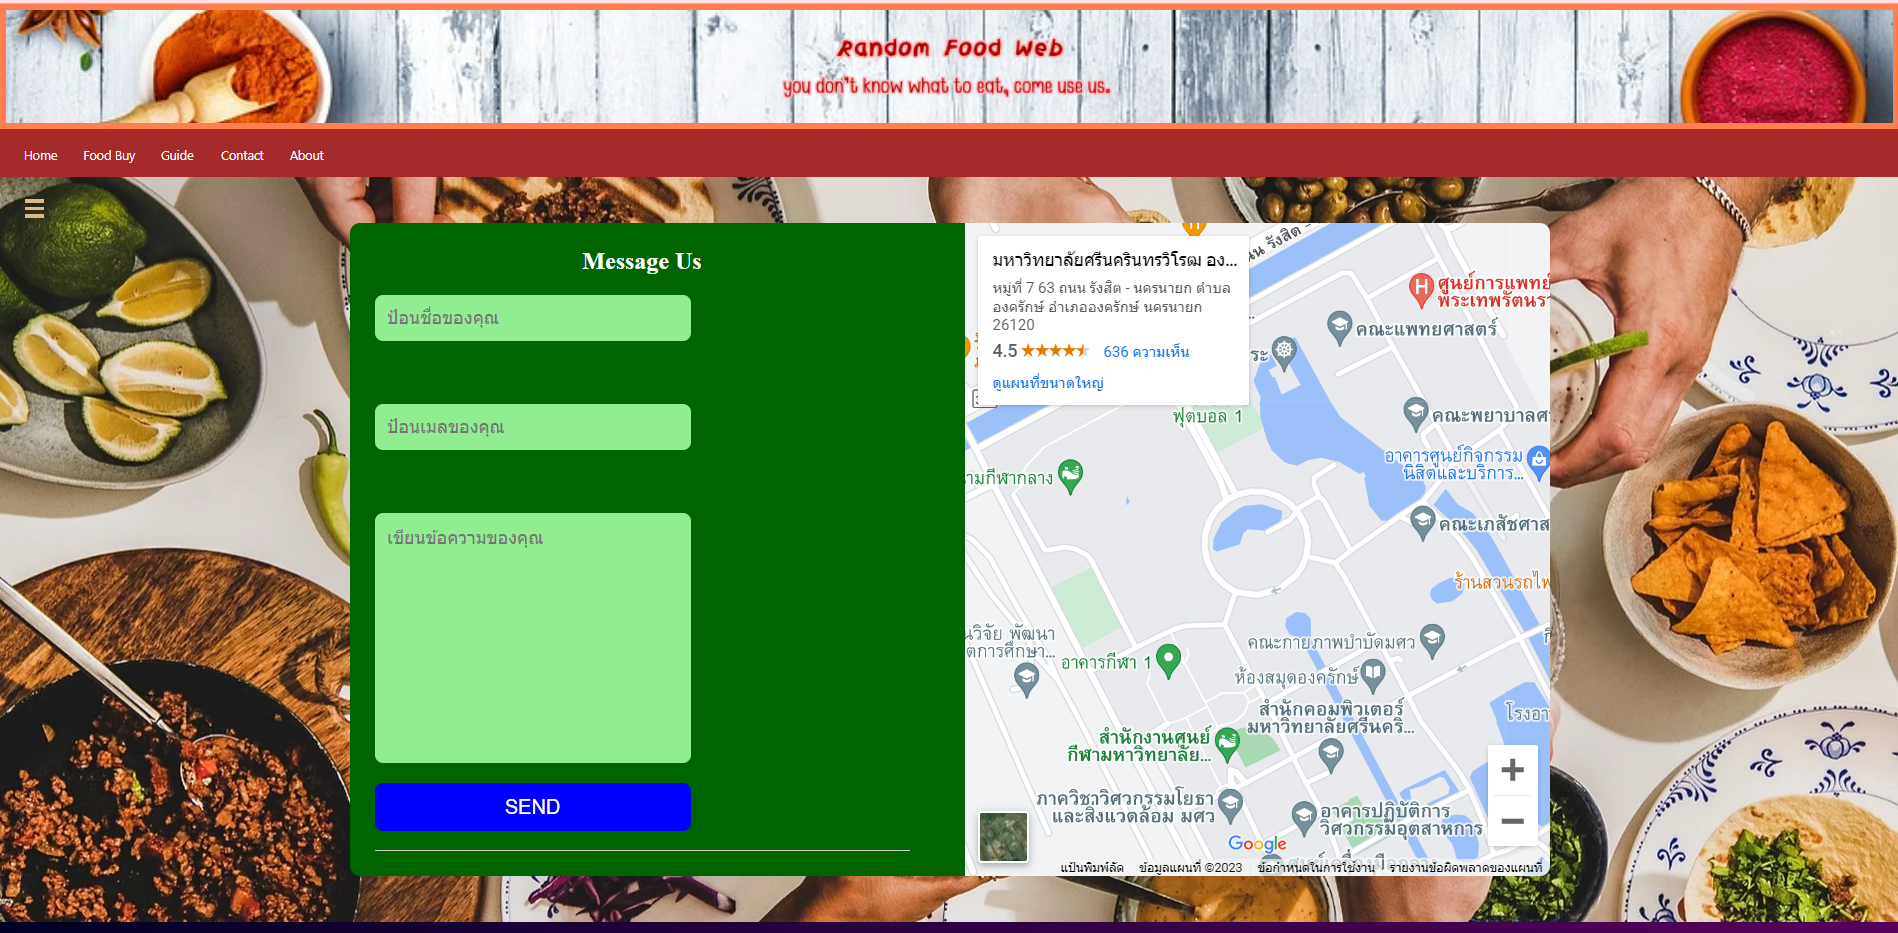 Random Food Web
you don't know what to eat, come use us.
Home
Food Buy
Guide
Contact
About
Message Us
ป้อนชื่อของคุณ
ป้อนเมลของคุณ
เขียนข้อความของคุณ
SEND
มหาวิทยาลัยศรีนครินทรวิโรฒ อง...
หมู่ที่ 7 63 ถนน รังสิต - นครนายก ตำบล
องครักษ์ อำเภอองครักษ์ นครนายก
26120
4.5
636 ความเห็น
ดูแผนที่ขนาดใหญ่
รังสิต -
ศูนย์การแพทย์
พระเทพรัตนรา
คณะแพทยศาสตร์
ฟุตบอล 1
คณะพยาบาลศา
อาคารศูนย์กิจกรรม
นิสิตและบริการ...
ามกีฬากลาง
คณะเภสัชศาส
ร้านสวนรถไฟ
นวิจัย พัฒนา
ตการศึกษา...
อาคารกีฬา 1
คณะกายภาพบำบัดมศว
ห้องสมุดองครักษ์
สำนักคอมพิวเตอร์
มหาวิทยาลัยศรีนคริ...
โรงอา
สำนักงานศูนย์
กีฬามหาวิทยาลัย...
ภาควิชาวิศวกรรมโยธา
และสิ่งแวดล้อม มศว
อาคารปฏิบัติการ
วิศวกรรมอุตสาหการ
Google
แป้นพิมพ์ลัด
ข้อมูลแผนที่ ©2023
ข้อกำหนดในการใช้งาน
รายงานข้อผิดพลาดของแผนที่